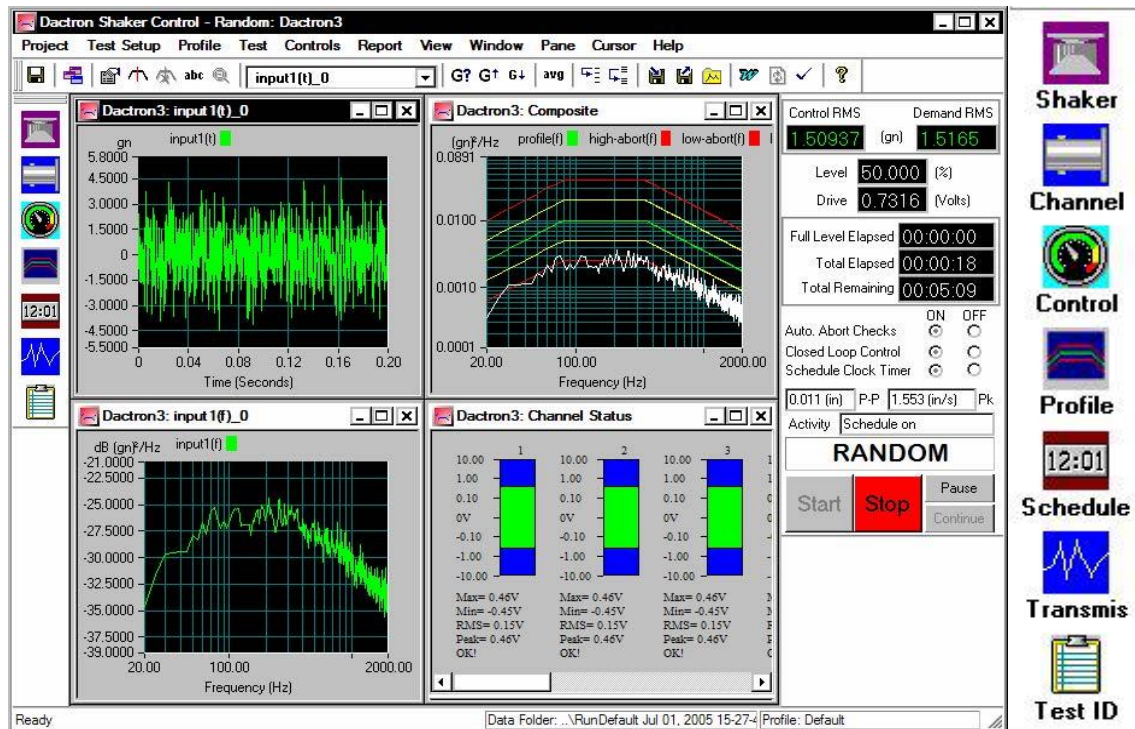 Dactron Shaker Control - Random: Dactron3
Project Test Setup Profile Test Controls Report View Window Pane Cursor Help
abc input1(t)_0 G? G↑ G↓ avg
12:01
Dactron3: input1(t)_0
gn input1(t)
5.8000
4.5000
3.0000
1.5000
0
-1.5000
-3.0000
-4.5000
-5.5000
0 0.04 0.08 0.12 0.16 0.20
Time (Seconds)
Dactron3: Composite
(gn)²/Hz profile(f) high-abort(f) low-abort(f)
0.0891
0.0100
0.0010
0.0001
20.00 100.00 2000.00
Frequency (Hz)
Dactron3: input1(f)_0
dB (gn)²/Hz input1(f)
-21.0000
-22.5000
-25.0000
-27.5000
-30.0000
-32.5000
-35.0000
-37.5000
-39.0000
20.00 100.00 2000.00
Frequency (Hz)
Dactron3: Channel Status
1 2 3
10.00 10.00 10.00
1.00 1.00 1.00
0.10 0.10 0.10
0V 0V 0V
-0.10 -0.10 -0.10
-1.00 -1.00 -1.00
-10.00 -10.00 -10.00
Max= 0.46V Max= 0.46V Max= 0.46V
Min= -0.45V Min= -0.45V Min= -0.45V
RMS= 0.15V RMS= 0.15V RMS= 0.15V
Peak= 0.46V Peak= 0.46V Peak= 0.46V
OK! OK! OK!
Control RMS Demand RMS
1.50937 (gn) 1.5165
Level 50.000 (%)
Drive 0.7316 (Volts)
Full Level Elapsed 00:00:00
Total Elapsed 00:00:18
Total Remaining 00:05:09
ON OFF
Auto. Abort Checks
Closed Loop Control
Schedule Clock Timer
0.011 (in) P-P 1.553 (in/s) Pk
Activity Schedule on
RANDOM
Start Stop Pause
Continue
Ready Data Folder: ..\RunDefault Jul 01, 2005 15-27-4 Profile: Default
Shaker
Channel
Control
Profile
12:01
Schedule
Transmis
Test ID